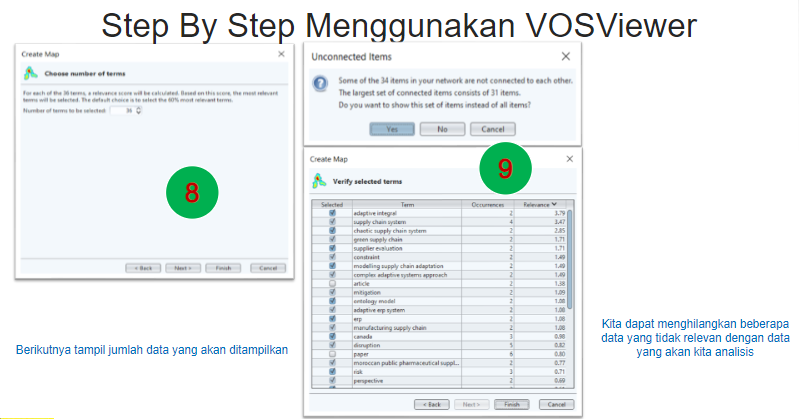 Step By Step Menggunakan VOSViewer
Create Map
Choose number of terms
For each of the 36 terms, a relevance score will be calculated. Based on this score, the most relevant
terms will be selected. The default choice is to select the 60% most relevant terms.
Number of terms to be selected:
36
8
< Back Next > Finish Cancel
Berikutnya tampil jumlah data yang akan ditampilkan
Unconnected Items
Some of the 34 items in your network are not connected to each other.
The largest set of connected items consists of 31 items.
Do you want to show this set of items instead of all items?
Yes No Cancel
9
Create Map
Verify selected terms
Selected Term Occurrences Relevance
adaptive integral 2 3.79
supply chain system 4 3.47
chaotic supply chain system 2 2.85
green supply chain 2 1.71
supplier evaluation 2 1.71
constraint 2 1.49
modelling supply chain adaptation 2 1.49
complex adaptive systems approach 2 1.49
article 2 1.38
mitigation 2 1.09
ontology model 2 1.08
adaptive erp system 2 1.08
erp 2 1.08
manufacturing supply chain 2 1.08
canada 3 0.98
disruption 5 0.82
paper 6 0.80
moroccan public pharmaceutical suppl... 2 0.77
risk 3 0.71
perspective 2 0.69
< Back Next > Finish Cancel
Kita dapat menghilangkan beberapa
data yang tidak relevan dengan data
yang akan kita analisis